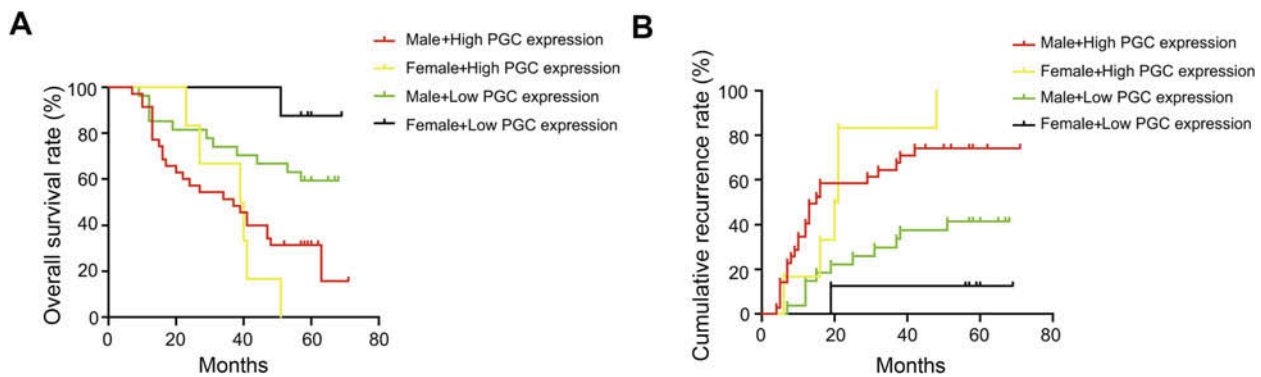 A
Male+High PGC expression
Female+High PGC expression
Male+Low PGC expression
Female+Low PGC expression
Overall survival rate (%)
100
80
60
40
20
0
0 20 40 60 80
Months
B
Male+High PGC expression
Female+High PGC expression
Male+Low PGC expression
Female+Low PGC expression
Cumulative recurrence rate (%)
100
80
60
40
20
0
0 20 40 60 80
Months